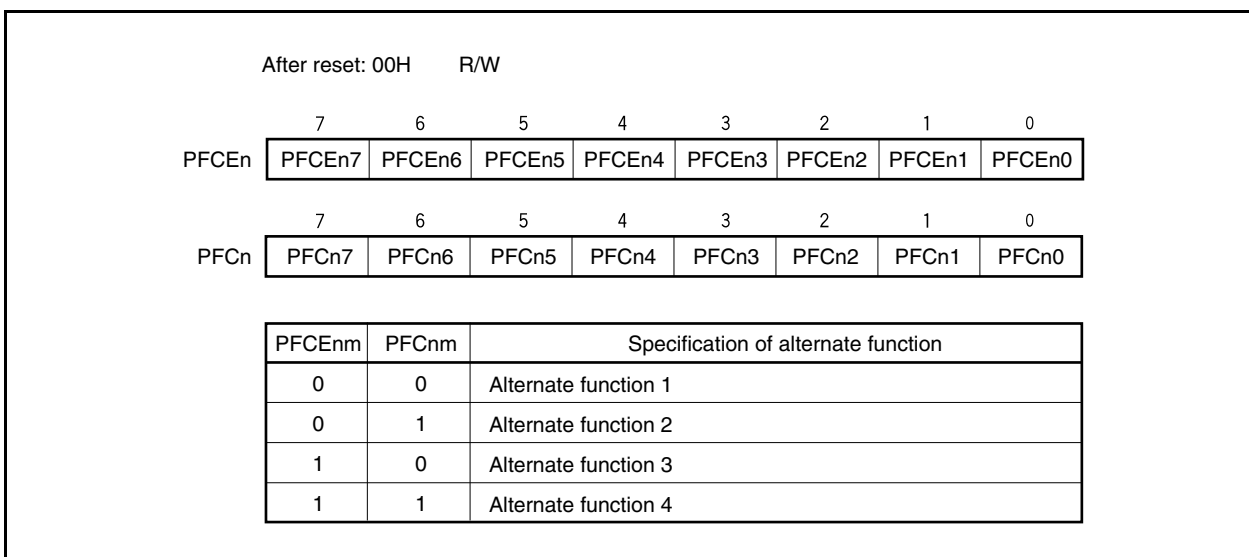 After reset: 00H R/W
7 6 5 4 3 2 1 0
PFCEn PFCEn7 PFCEn6 PFCEn5 PFCEn4 PFCEn3 PFCEn2 PFCEn1 PFCEn0
7 6 5 4 3 2 1 0
PFCn PFCn7 PFCn6 PFCn5 PFCn4 PFCn3 PFCn2 PFCn1 PFCn0
PFCEnm PFCnm Specification of alternate function
0 0 Alternate function 1
0 1 Alternate function 2
1 0 Alternate function 3
1 1 Alternate function 4